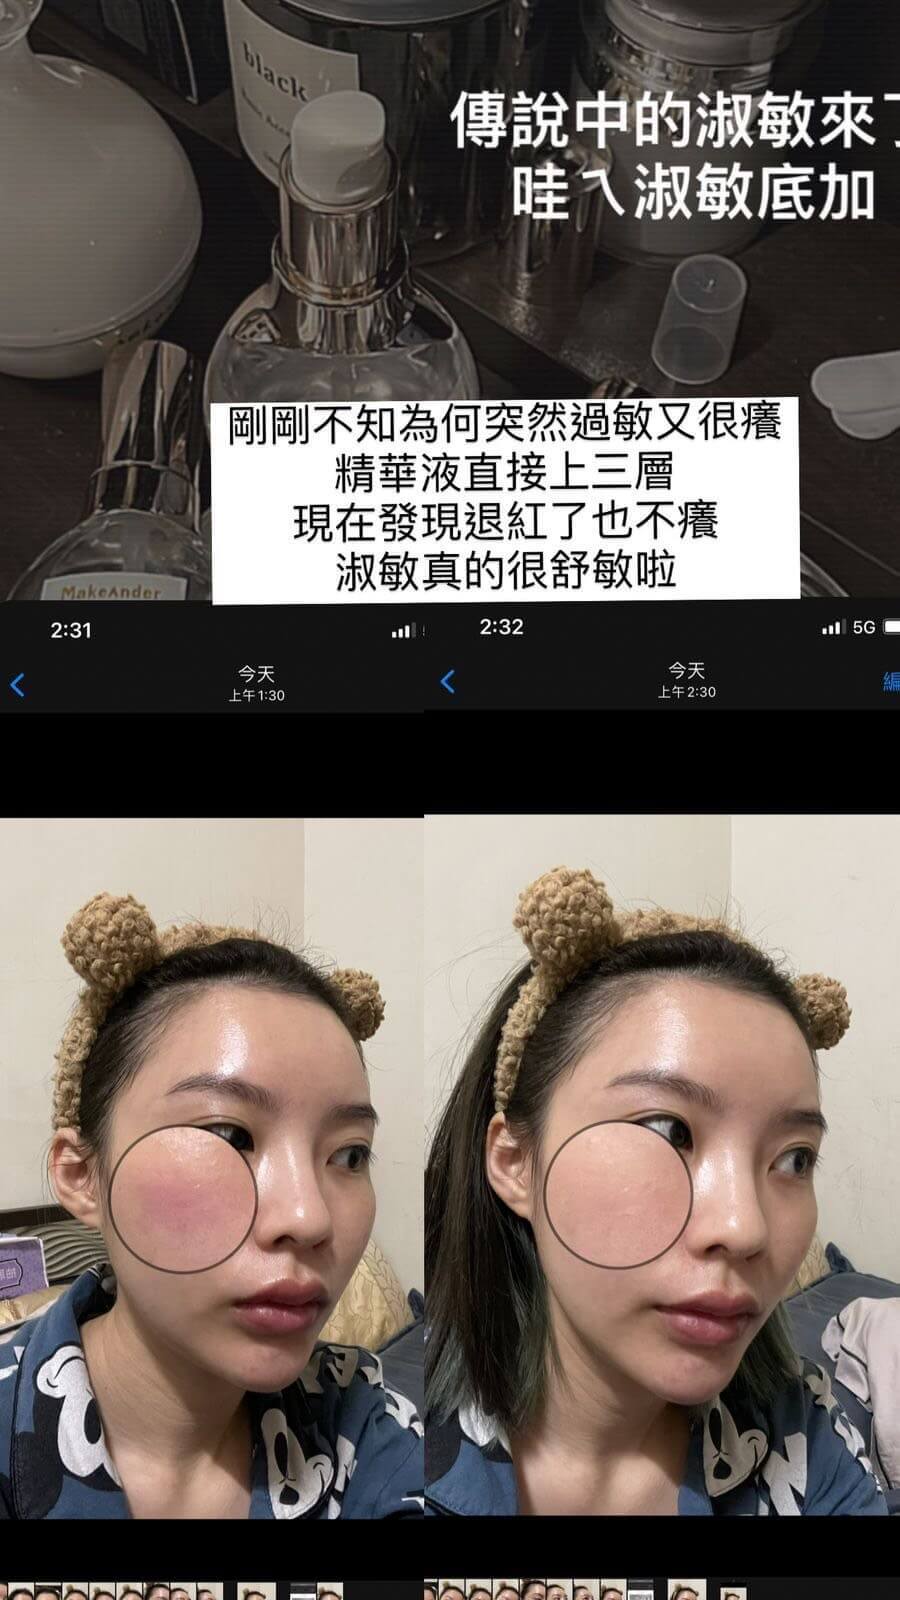 black
傳說中的淑敏來了
哇ㄟ淑敏底加
剛剛不知為何突然過敏又很癢
精華液直接上三層
現在發現退紅了也不癢
淑敏真的很舒敏啦
MakeAnder
2:31
今天
上午1:30
2:32
5G
今天
上午2:30
編